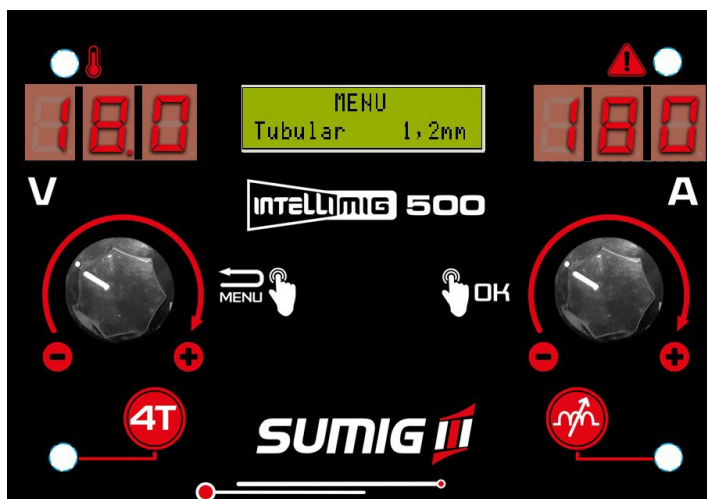 18.0
MENU
Tubular 1,2mm
180
V
A
INTELLIMIG 500
MENU
OK
4T
SUMIG